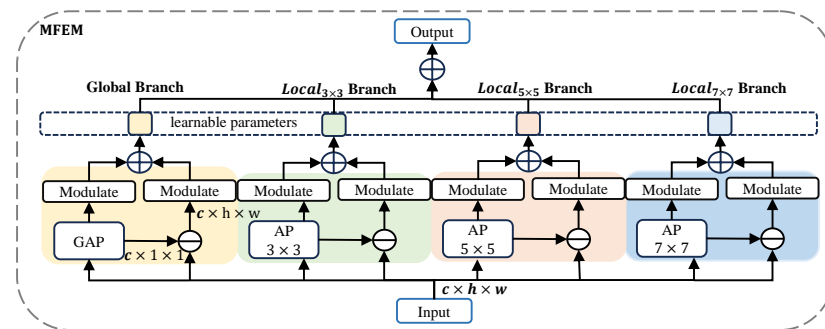 MFEM
Output
Global Branch
Local3×3 Branch
Local5×5 Branch
Local7×7 Branch
learnable parameters
Modulate
Modulate
Modulate
Modulate
Modulate
Modulate
Modulate
Modulate
c × h × w
GAP
AP
3 × 3
AP
5 × 5
AP
7 × 7
c × 1 × 1
c × h × w
Input